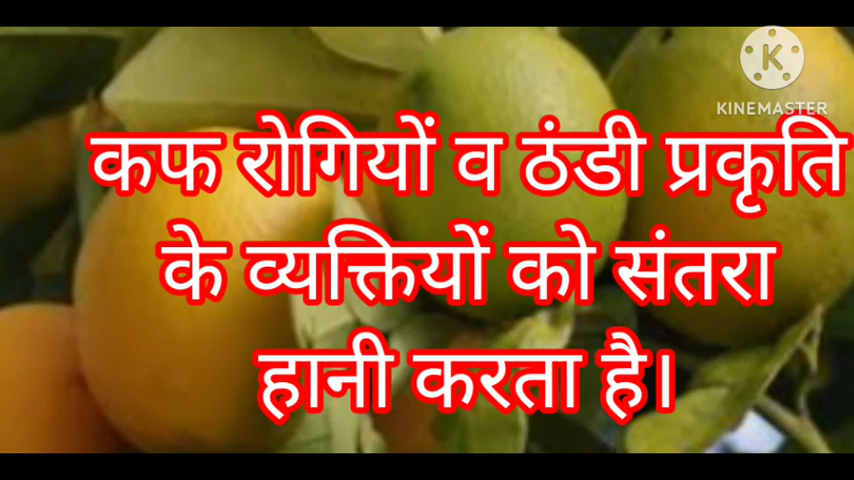 KINEMASTER
कफ रोगियों व ठंडी प्रकृति
के व्यक्तियों को संतरा
हानी करता है।